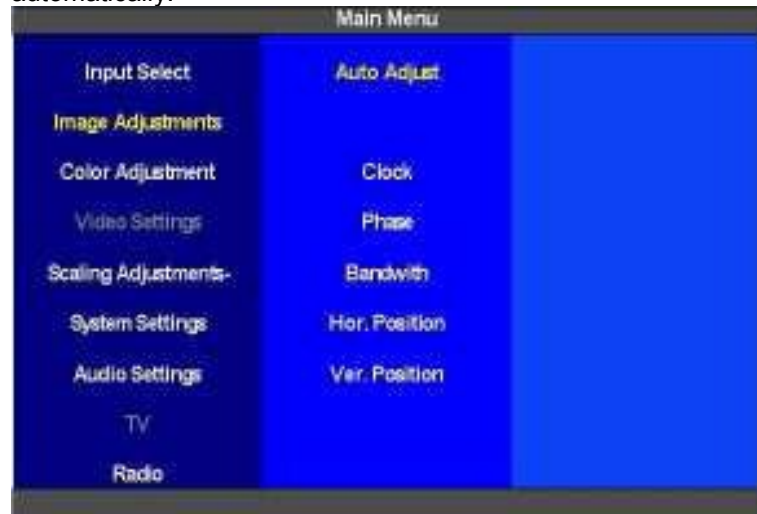 automatically.
Main Menu
Input Select
Auto Adjust
Image Adjustments
Color Adjustment
Clock
Video Settings
Phase
Scaling Adjustments-
Bandwith
System Settings
Hor. Position
Audio Settings
Ver. Position
TV
Radio